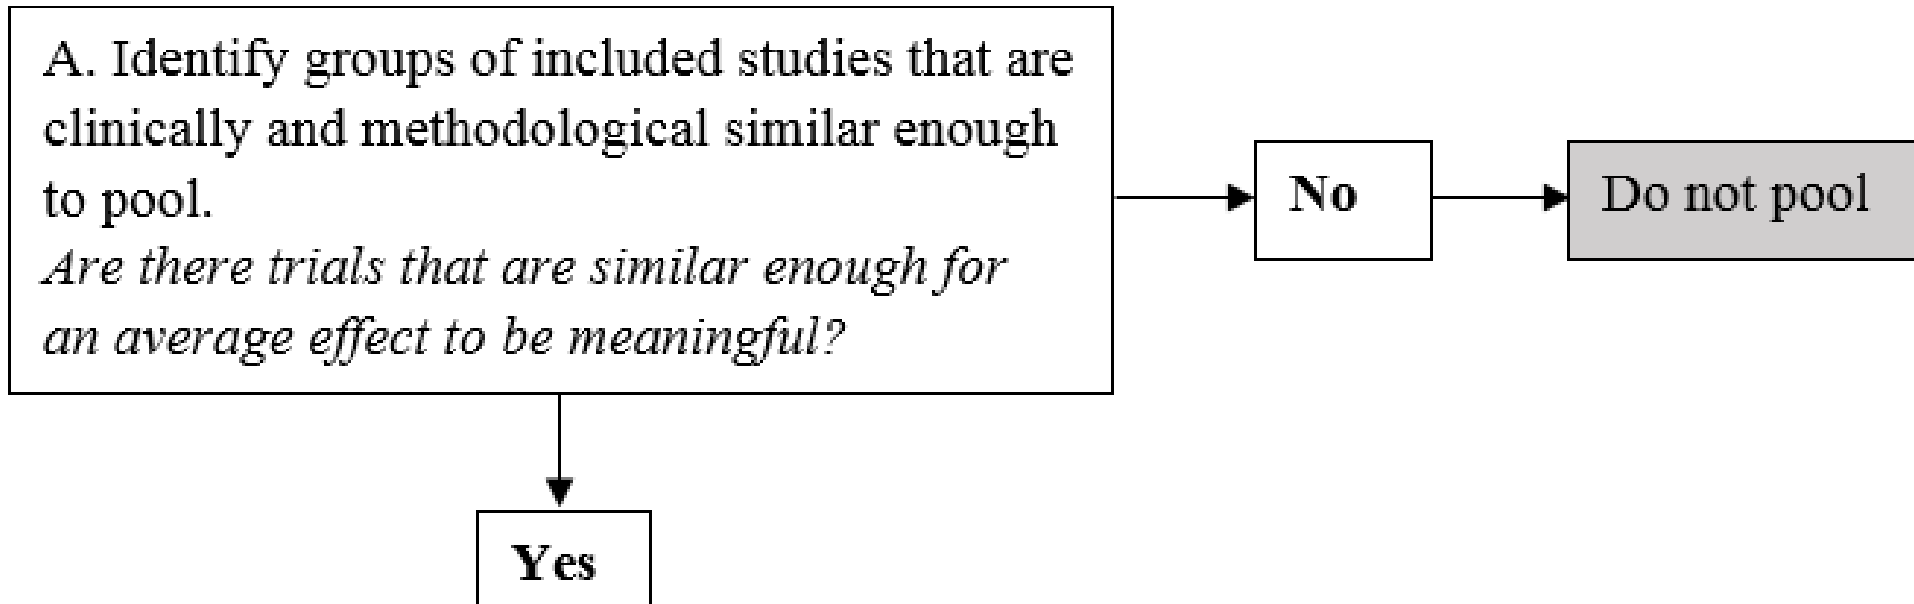 A. Identify groups of included studies that are
clinically and methodological similar enough
to pool.
Are there trials that are similar enough for
an average effect to be meaningful?
No
Do not pool
Yes